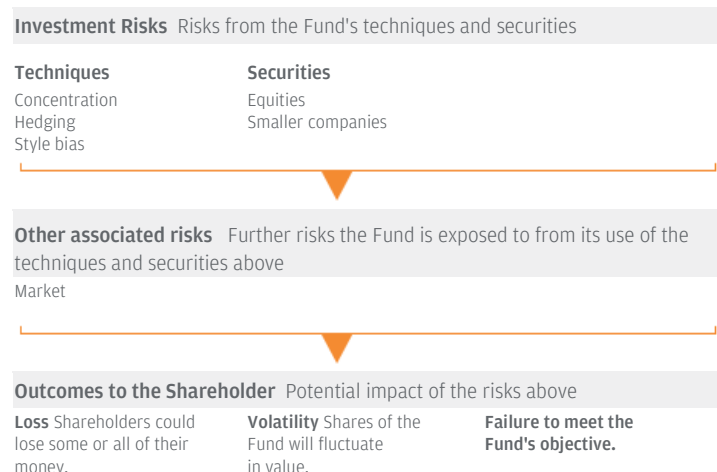 Investment Risks Risks from the Fund's techniques and securities
Techniques
Concentration
Hedging
Style bias
Securities
Equities
Smaller companies
Other associated risks Further risks the Fund is exposed to from its use of the
techniques and securities above
Market
Outcomes to the Shareholder Potential impact of the risks above
Loss Shareholders could
lose some or all of their
money.
Volatility Shares of the
Fund will fluctuate
in value.
Failure to meet the
Fund's objective.